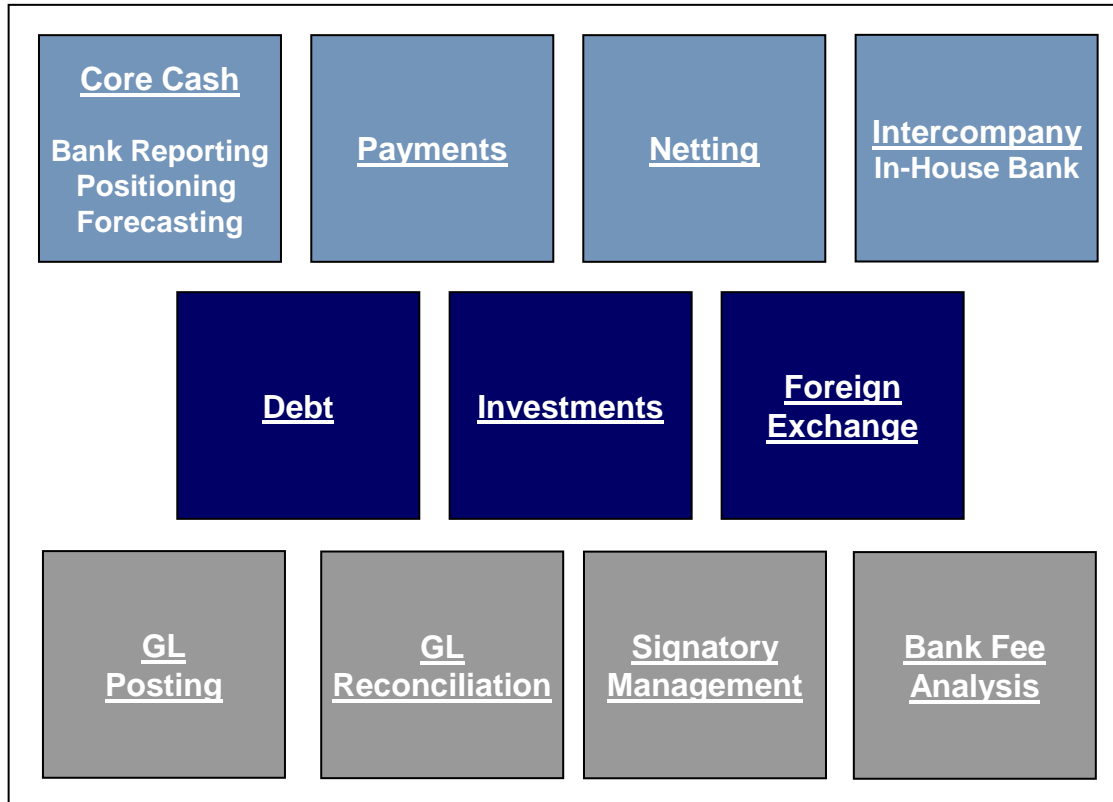 Core Cash
Bank Reporting
Positioning
Forecasting
Payments
Netting
Intercompany
In-House Bank
Debt
Investments
Foreign
Exchange
GL
Posting
GL
Reconciliation
Signatory
Management
Bank Fee
Analysis